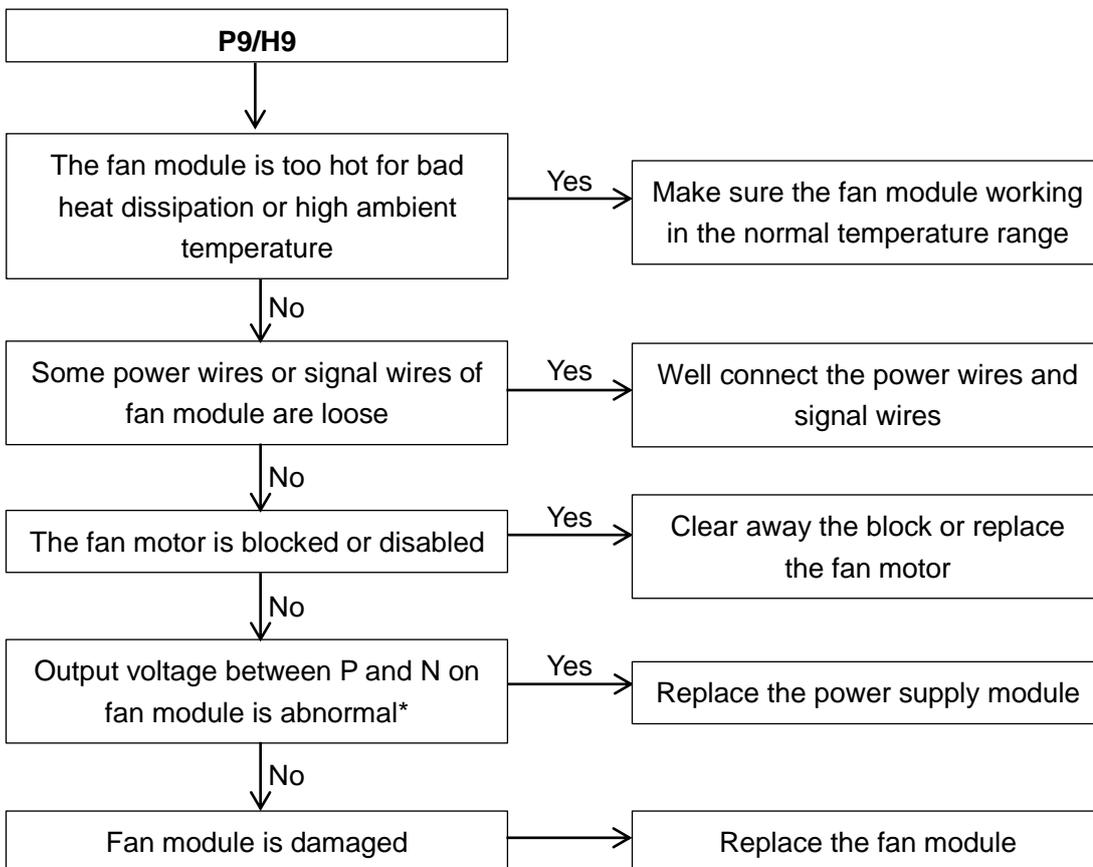 P9/H9
The fan module is too hot for bad
heat dissipation or high ambient
temperature
Yes
Make sure the fan module working
in the normal temperature range
No
Some power wires or signal wires of
fan module are loose
Yes
Well connect the power wires and
signal wires
No
The fan motor is blocked or disabled
Yes
Clear away the block or replace
the fan motor
No
Output voltage between P and N on
fan module is abnormal*
Yes
Replace the power supply module
No
Fan module is damaged
Replace the fan module